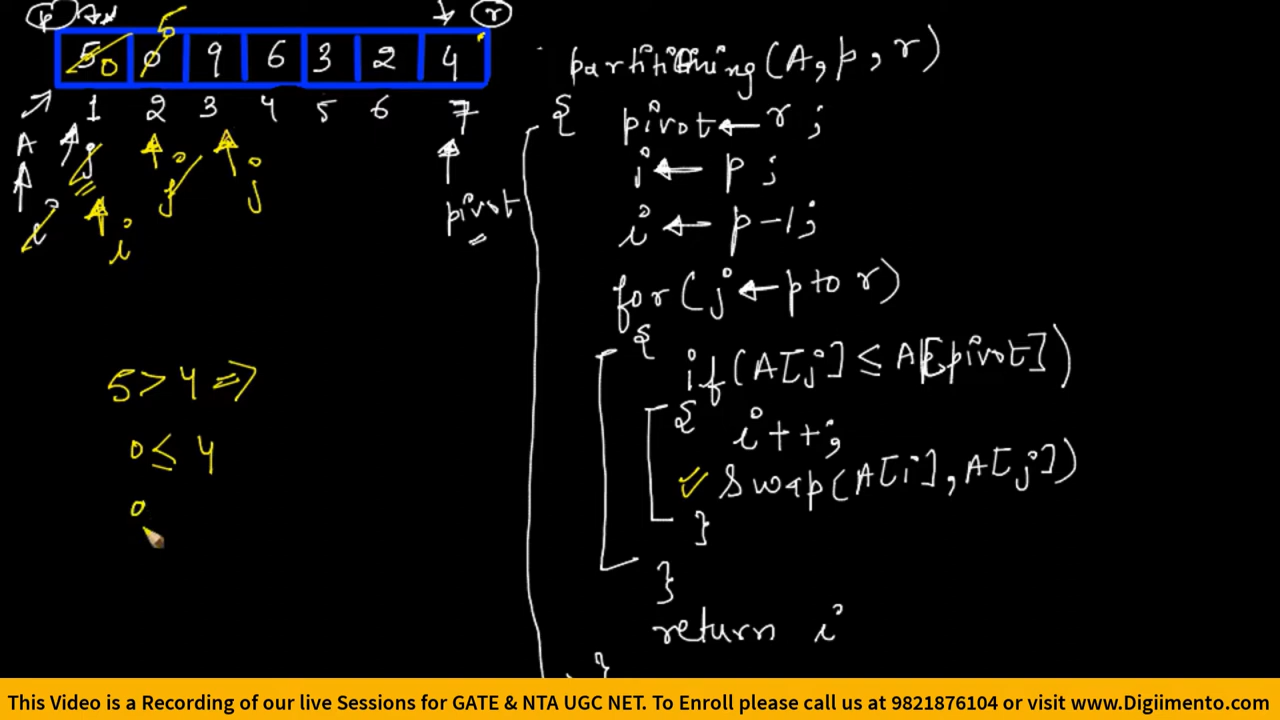 p r
5 0 0 5 9 6 3 2 4
1 2 3 4 5 6 7
A j i j j
i i pivot
5 > 4 ⇒
0 ≤ 4
0
partitioning (A, p, r)
{ pivot ← r ;
j ← p ;
i ← p - 1;
for ( j ← p to r)
{
if (A[j] ≤ A[pivot])
{ i++;
✓ Swap(A[i], A[j])
}
}
return i
}
This Video is a Recording of our live Sessions for GATE & NTA UGC NET. To Enroll please call us at 9821876104 or visit www.Digiimento.com